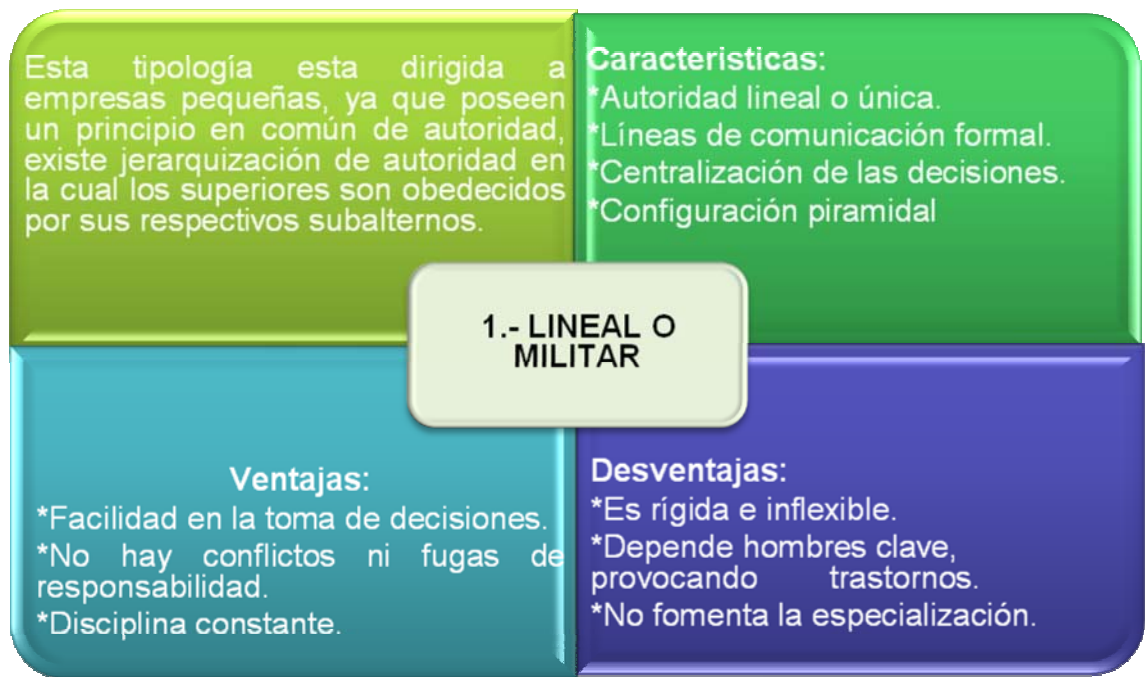 Esta tipología esta dirigida a
empresas pequeñas, ya que poseen
un principio en común de autoridad,
existe jerarquización de autoridad en
la cual los superiores son obedecidos
por sus respectivos subalternos.
Caracteristicas:
*Autoridad lineal o única.
*Líneas de comunicación formal.
*Centralización de las decisiones.
*Configuración piramidal
1.- LINEAL O
MILITAR
Ventajas:
*Facilidad en la toma de decisiones.
*No hay conflictos ni fugas de
responsabilidad.
*Disciplina constante.
Desventajas:
*Es rígida e inflexible.
*Depende hombres clave,
provocando trastornos.
*No fomenta la especialización.